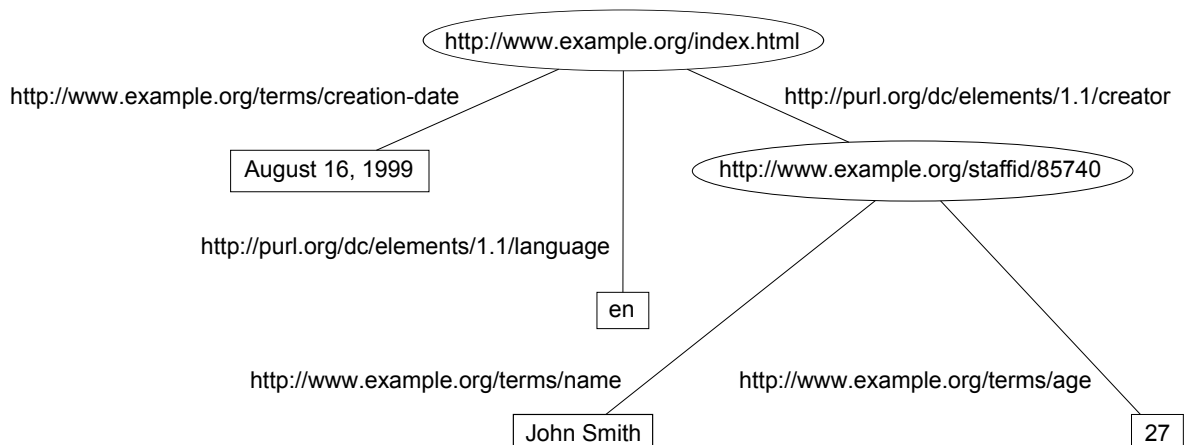 http://www.example.org/index.html
http://www.example.org/terms/creation-date
http://purl.org/dc/elements/1.1/creator
August 16, 1999
http://www.example.org/staffid/85740
http://purl.org/dc/elements/1.1/language
en
http://www.example.org/terms/name
http://www.example.org/terms/age
John Smith
27